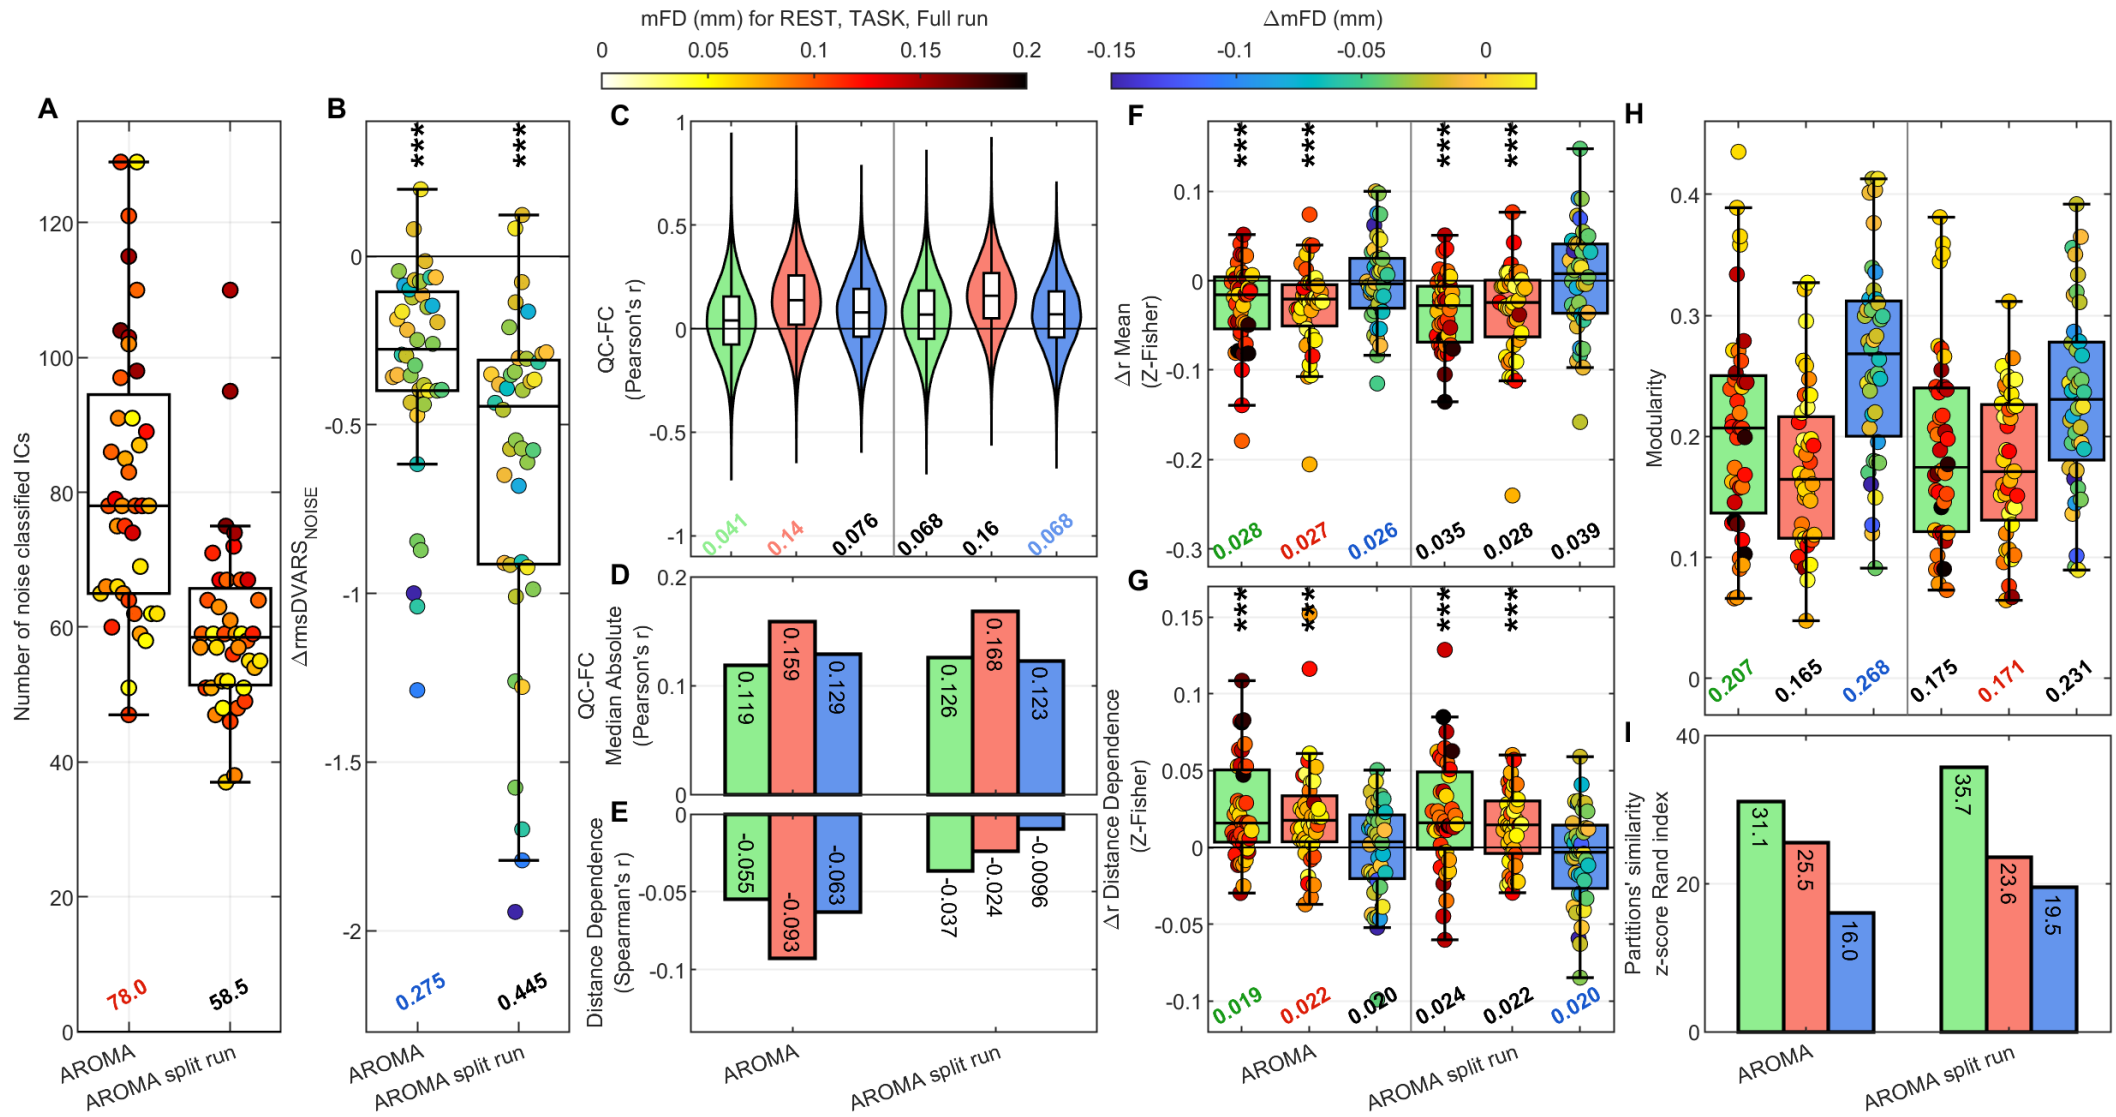 mFD (mm) for REST, TASK, Full run
0 0.05 0.1 0.15 0.2
ΔmFD (mm)
-0.15 -0.1 -0.05 0
A
Number of noise classified ICs
120
100
80
60
40
20
0
78.0
58.5
AROMA
AROMA split run
B
ΔrmsDVARS_NOISE
0
-0.5
-1
-1.5
-2
***
***
0.275
0.445
AROMA
AROMA split run
C
QC-FC
(Pearson's r)
1
0.5
0
-0.5
-1
0.041
0.14
0.076
0.068
0.16
0.068
D
QC-FC
Median Absolute
(Pearson's r)
0.2
0.1
0
0.119
0.159
0.129
0.126
0.168
0.123
E
Distance Dependence
(Spearman's r)
0
-0.05
-0.1
-0.055
-0.093
-0.063
-0.037
-0.024
-0.0096
AROMA
AROMA split run
F
Δr Mean
(Z-Fisher)
0.1
0
-0.1
-0.2
-0.3
***
***
***
***
0.028
0.027
0.026
0.035
0.028
0.039
G
Δr Distance Dependence
(Z-Fisher)
0.15
0.1
0.05
0
-0.05
-0.1
***
***
***
***
0.019
0.022
0.020
0.024
0.022
0.020
AROMA
AROMA split run
H
Modularity
0.4
0.3
0.2
0.1
0
0.207
0.165
0.268
0.175
0.171
0.231
I
Partitions' similarity
z-score Rand index
40
20
0
31.1
25.5
16.0
35.7
23.6
19.5
AROMA
AROMA split run